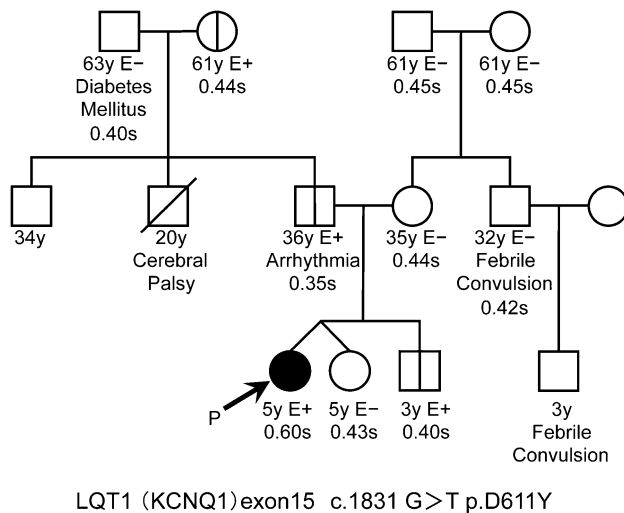 63y E− 61y E+ 61y E− 61y E−
Diabetes 0.44s 0.45s 0.45s
Mellitus
0.40s
34y 20y 36y E+ 35y E− 32y E−
Cerebral Arrhythmia 0.44s Febrile
Palsy 0.35s Convulsion
0.42s
P
5y E+ 5y E− 3y E+ 3y
0.60s 0.43s 0.40s Febrile
Convulsion
LQT1 (KCNQ1) exon15 c.1831 G>T p.D611Y